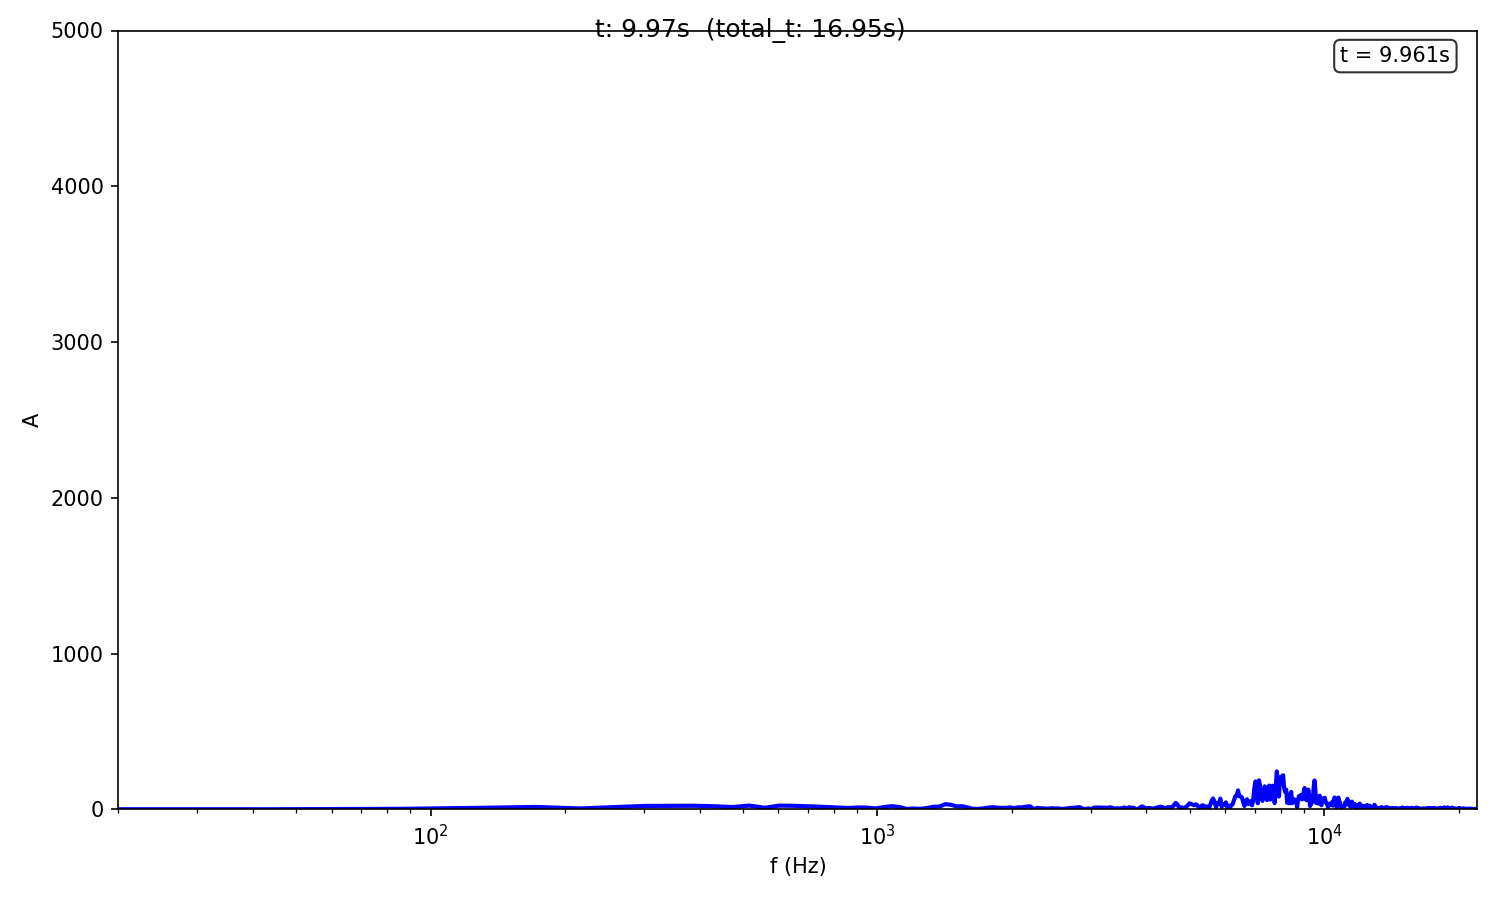 t: 9.97s  (total_t: 16.95s)
t = 9.961s
5000
4000
3000
2000
1000
0
A
10²
10³
10⁴
f (Hz)